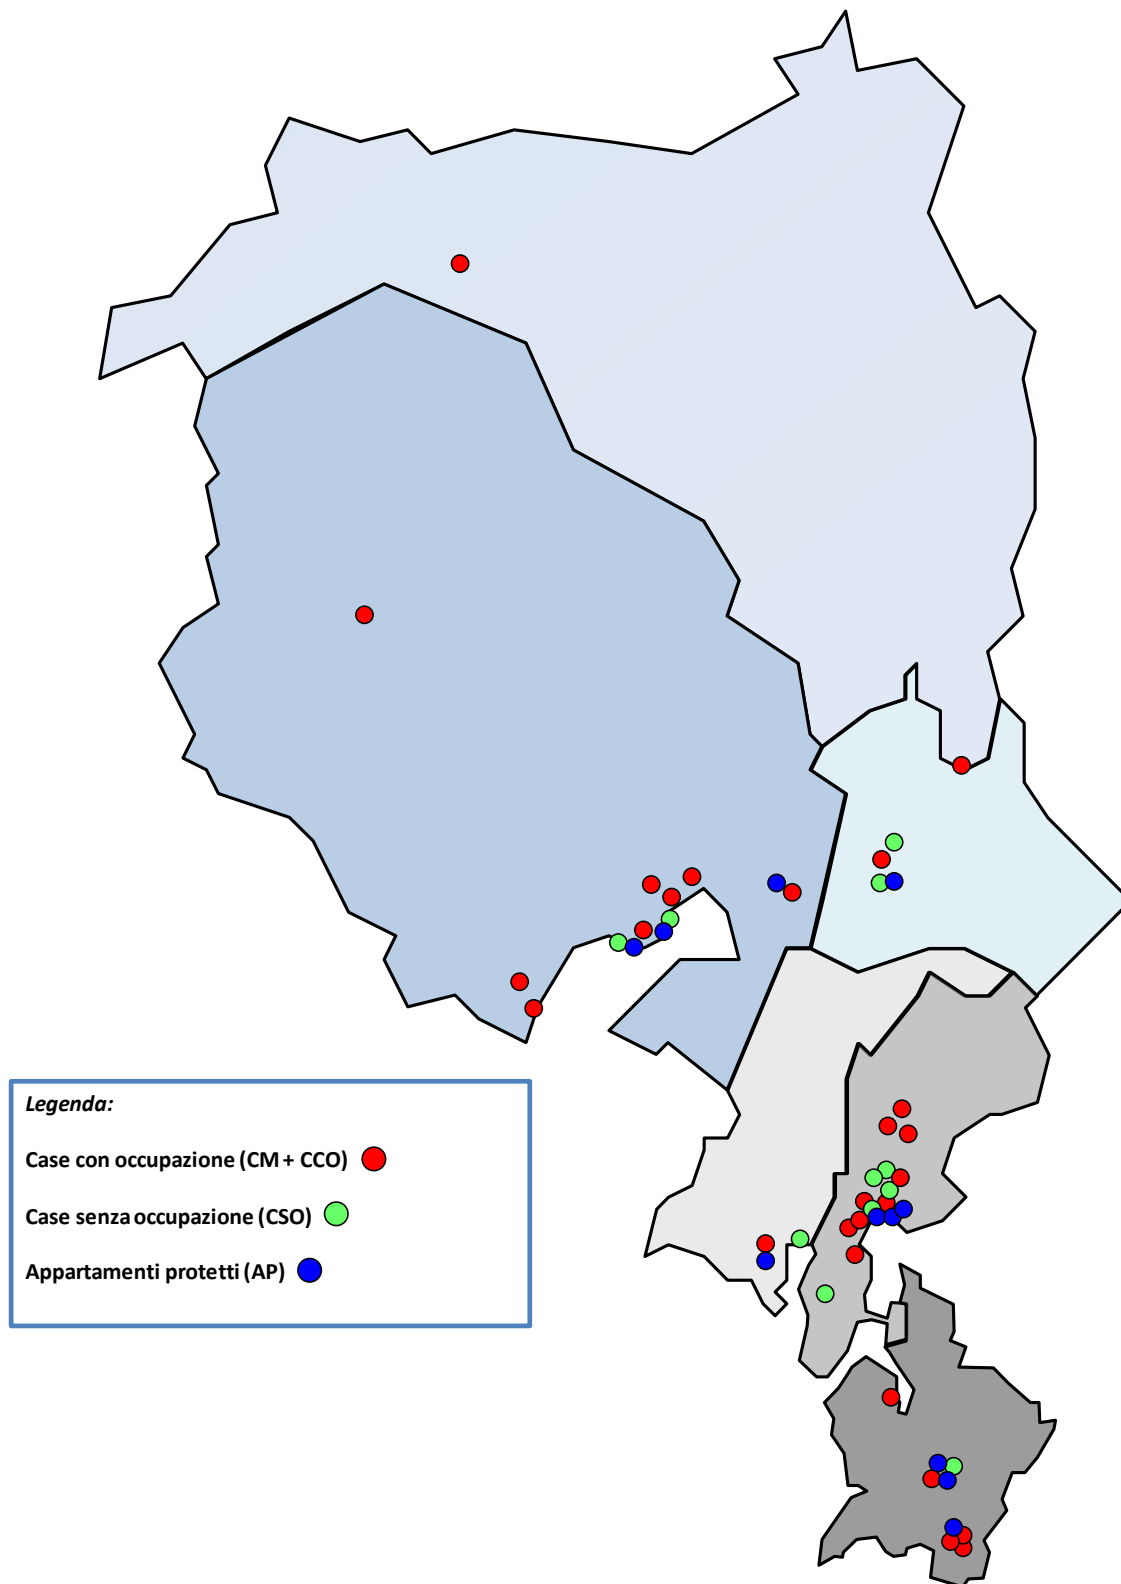 Legenda:
Case con occupazione (CM + CCO)
Case senza occupazione (CSO)
Appartamenti protetti (AP)